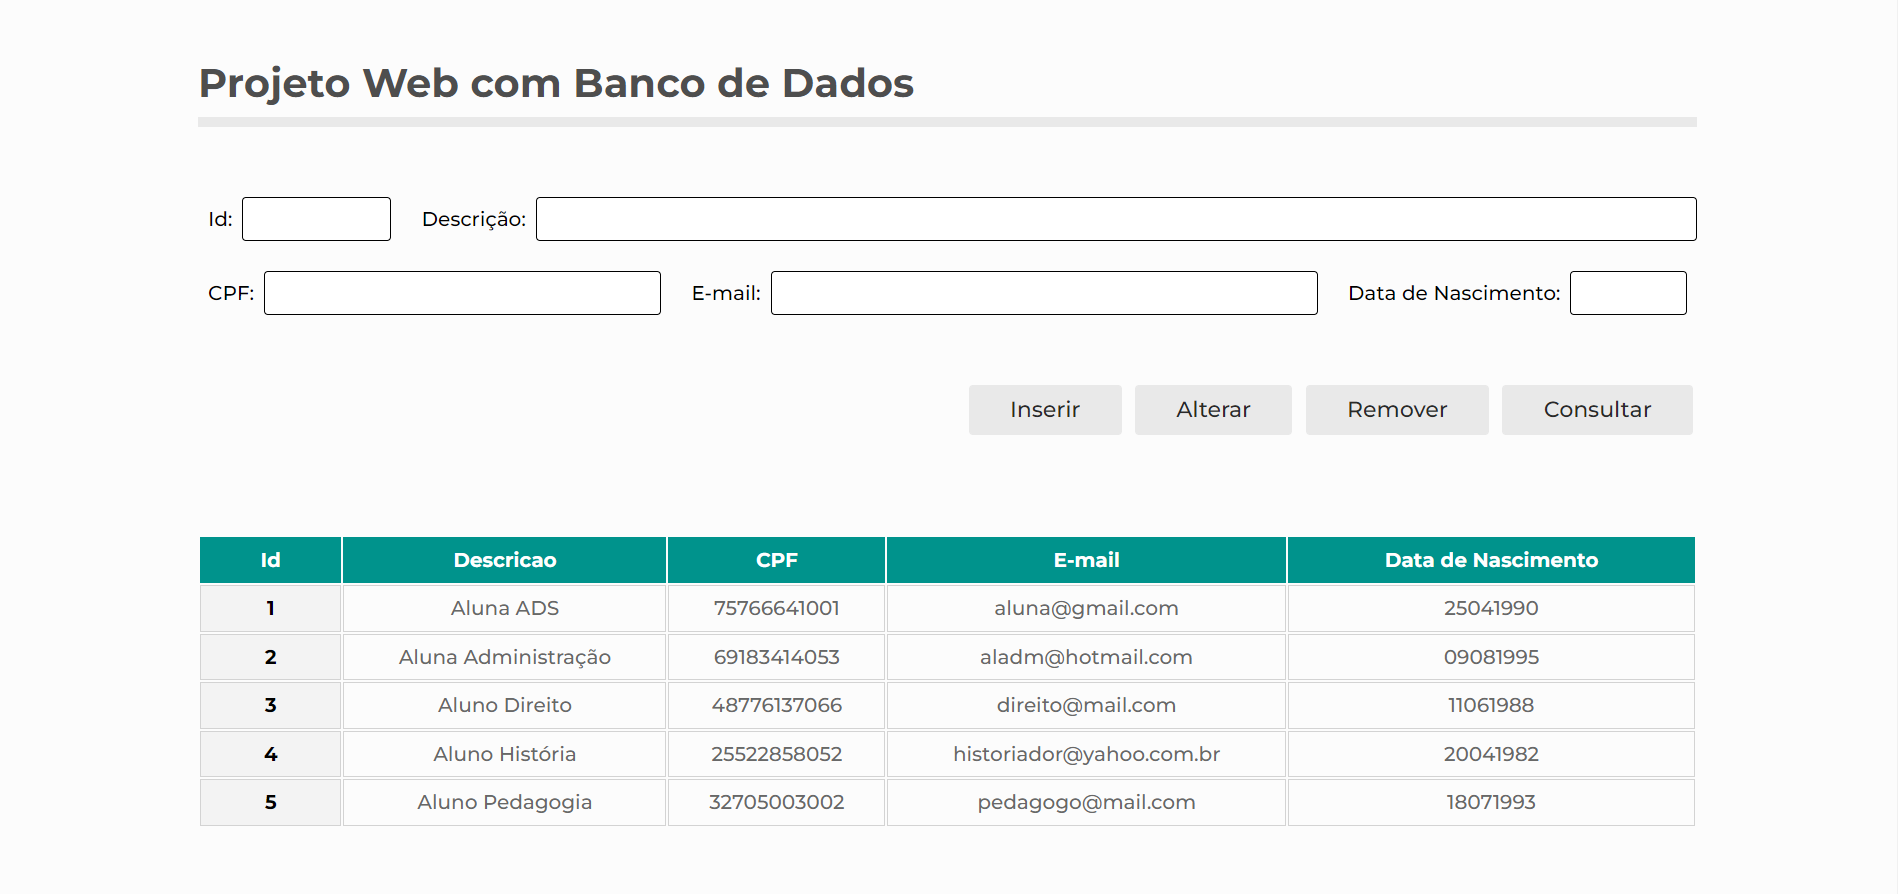 Projeto Web com Banco de Dados
Id: Descrição:
CPF: E-mail: Data de Nascimento:
Inserir Alterar Remover Consultar
Id Descricao CPF E-mail Data de Nascimento
1 Aluna ADS 75766641001 aluna@gmail.com 25041990
2 Aluna Administração 69183414053 aladm@hotmail.com 09081995
3 Aluno Direito 48776137066 direito@mail.com 11061988
4 Aluno História 25522858052 historiador@yahoo.com.br 20041982
5 Aluno Pedagogia 32705003002 pedagogo@mail.com 18071993